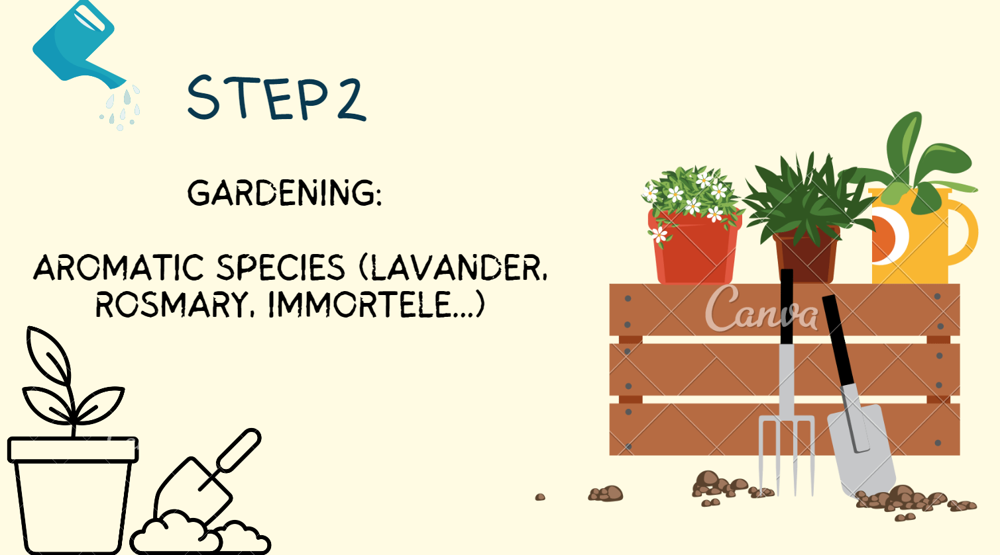 STEP 2
GARDENING:
AROMATIC SPECIES (LAVANDER,
ROSMARY, IMMORTELE...)
Canva